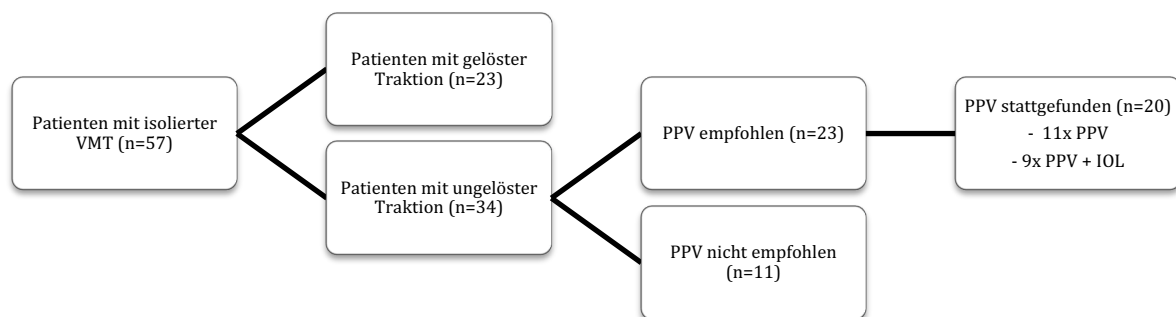 Patienten mit isolierter
VMT (n=57)
Patienten mit gelöster
Traktion (n=23)
Patienten mit ungelöster
Traktion (n=34)
PPV empfohlen (n=23)
PPV nicht empfohlen
(n=11)
PPV stattgefunden (n=20)
- 11x PPV
- 9x PPV + IOL